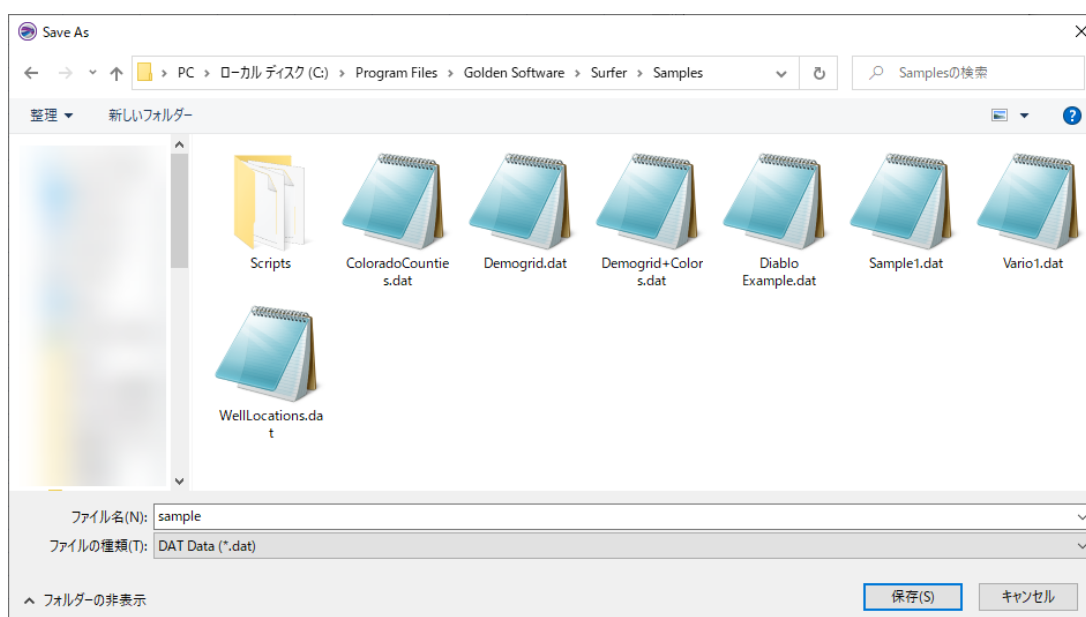 Save As
PC > ローカル ディスク (C:) > Program Files > Golden Software > Surfer > Samples
Samplesの検索
整理
新しいフォルダー
Scripts
ColoradoCountie
s.dat
Demogrid.dat
Demogrid+Color
s.dat
Diablo
Example.dat
Sample1.dat
Vario1.dat
WellLocations.da
t
ファイル名(N): sample
ファイルの種類(T): DAT Data (*.dat)
フォルダーの非表示
保存(S)
キャンセル